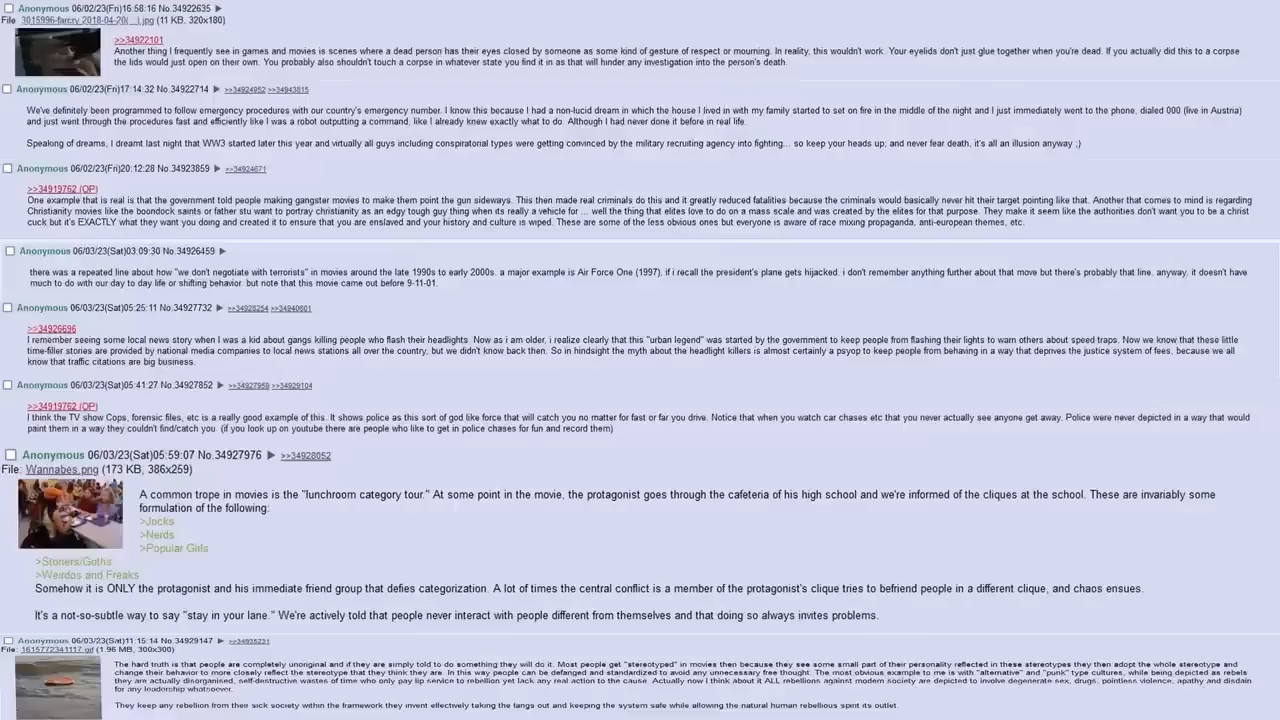 Anonymous 06/02/23(Fri)16:58:16 No.34922635 ▶
File: 3015996-farcry_2018-04-20(...).jpg (11 KB, 320x180)
>>34922101
Another thing I frequently see in games and movies is scenes where a dead person has their eyes closed by someone as some kind of gesture of respect or mourning. In reality, this wouldn't work. Your eyelids don't just glue together when you're dead. If you actually did this to a corpse
the lids would just open on their own. You probably also shouldn't touch a corpse in whatever state you find it in as that will hinder any investigation into the person's death.
Anonymous 06/02/23(Fri)17:14:32 No.34922714 ▶ >>34924952 >>34943815
We've definitely been programmed to follow emergency procedures with our country's emergency number. I know this because I had a non-lucid dream in which the house I lived in with my family started to set on fire in the middle of the night and I just immediately went to the phone, dialed 000 (live in Austria)
and just went through the procedures fast and efficiently like I was a robot outputting a command, like I already knew exactly what to do. Although I had never done it before in real life.
Speaking of dreams, I dreamt last night that WW3 started later this year and virtually all guys including conspiratorial types were getting convinced by the military recruiting agency into fighting... so keep your heads up; and never fear death, it's all an illusion anyway ;)
Anonymous 06/02/23(Fri)20:12:28 No.34923859 ▶ >>34924671
>>34919762 (OP)
One example that is real is that the government told people making gangster movies to make them point the gun sideways. This then made real criminals do this and it greatly reduced fatalities because the criminals would basically never hit their target pointing like that. Another that comes to mind is regarding
Christianity movies like the boondock saints or father stu want to portray christianity as an edgy tough guy thing when its really a vehicle for ... well the thing that elites love to do on a mass scale and was created by the elites for that purpose. They make it seem like the authorities don't want you to be a christ
cuck but it's EXACTLY what they want you doing and created it to ensure that you are enslaved and your history and culture is wiped. These are some of the less obvious ones but everyone is aware of race mixing propaganda, anti-european themes, etc.
Anonymous 06/03/23(Sat)03:09:30 No.34926459 ▶
there was a repeated line about how "we don't negotiate with terrorists" in movies around the late 1990s to early 2000s. a major example is Air Force One (1997). if i recall the president's plane gets hijacked. i don't remember anything further about that move but there's probably that line. anyway, it doesn't have
much to do with our day to day life or shifting behavior. but note that this movie came out before 9-11-01.
Anonymous 06/03/23(Sat)05:25:11 No.34927732 ▶ >>34928254 >>34940601
>>34926696
I remember seeing some local news story when I was a kid about gangs killing people who flash their headlights. Now as i am older, i realize clearly that this "urban legend" was started by the government to keep people from flashing their lights to warn others about speed traps. Now we know that these little
time-filler stories are provided by national media companies to local news stations all over the country, but we didn't know back then. So in hindsight the myth about the headlight killers is almost certainly a psyop to keep people from behaving in a way that deprives the justice system of fees, because we all
know that traffic citations are big business.
Anonymous 06/03/23(Sat)05:41:27 No.34927852 ▶ >>34927959 >>34929104
>>34919762 (OP)
I think the TV show Cops, forensic files, etc is a really good example of this. It shows police as this sort of god like force that will catch you no matter for fast or far you drive. Notice that when you watch car chases etc that you never actually see anyone get away. Police were never depicted in a way that would
paint them in a way they couldn't find/catch you. (if you look up on youtube there are people who like to get in police chases for fun and record them)
Anonymous 06/03/23(Sat)05:59:07 No.34927976 ▶ >>34928052
File: Wannabes.png (173 KB, 386x259)
A common trope in movies is the "lunchroom category tour." At some point in the movie, the protagonist goes through the cafeteria of his high school and we're informed of the cliques at the school. These are invariably some
formulation of the following:
>Jocks
>Nerds
>Popular Girls
>Stoners/Goths
>Weirdos and Freaks
Somehow it is ONLY the protagonist and his immediate friend group that defies categorization. A lot of times the central conflict is a member of the protagonist's clique tries to befriend people in a different clique, and chaos ensues.
It's a not-so-subtle way to say "stay in your lane." We're actively told that people never interact with people different from themselves and that doing so always invites problems.
Anonymous 06/03/23(Sat)11:15:14 No.34929147 ▶ >>34935231
File: 1615772341117.gif (1.96 MB, 300x300)
The hard truth is that people are completely unoriginal and if they are simply told to do something they will do it. Most people get "stereotyped" in movies then because they see some small part of their personality reflected in these stereotypes they then adopt the whole stereotype and
change their behavior to more closely reflect the stereotype that they think they are. In this way people can be defanged and standardized to avoid any unnecessary free thought. The most obvious example to me is with "alternative" and "punk" type cultures, while being depicted as rebels
they are actually disorganised, self-destructive wastes of time who only pay lip service to rebellion yet lack any real action to the cause. Actually now I think about it ALL rebellions against modern society are depicted to involve degenerate sex, drugs, pointless violence, apathy and disdain
for any leadership whatsoever.
They keep any rebellion from their sick society within the framework they invent effectively taking the fangs out and keeping the system safe while allowing the natural human rebellious spirit its outlet.